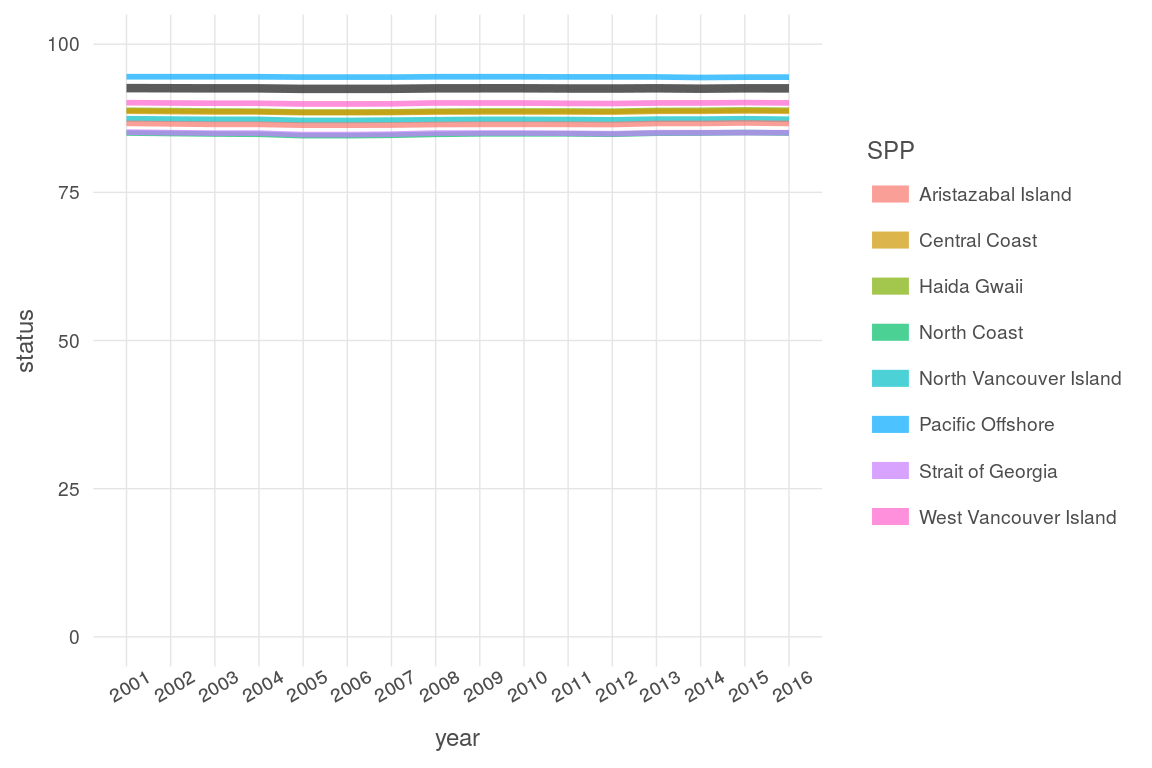 100
75
50
25
0
status
2001 2002 2003 2004 2005 2006 2007 2008 2009 2010 2011 2012 2013 2014 2015 2016
year
SPP
Aristazabal Island
Central Coast
Haida Gwaii
North Coast
North Vancouver Island
Pacific Offshore
Strait of Georgia
West Vancouver Island